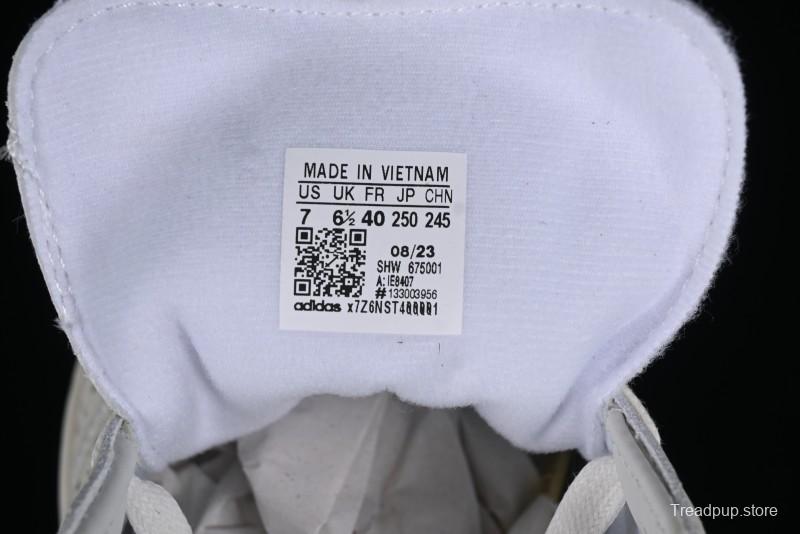 MADE IN VIETNAM
US UK FR JP CHN
7 6½ 40 250 245
08/23
SHW 675001
A: IE8407
#133003956
adidas
Treadpup.store